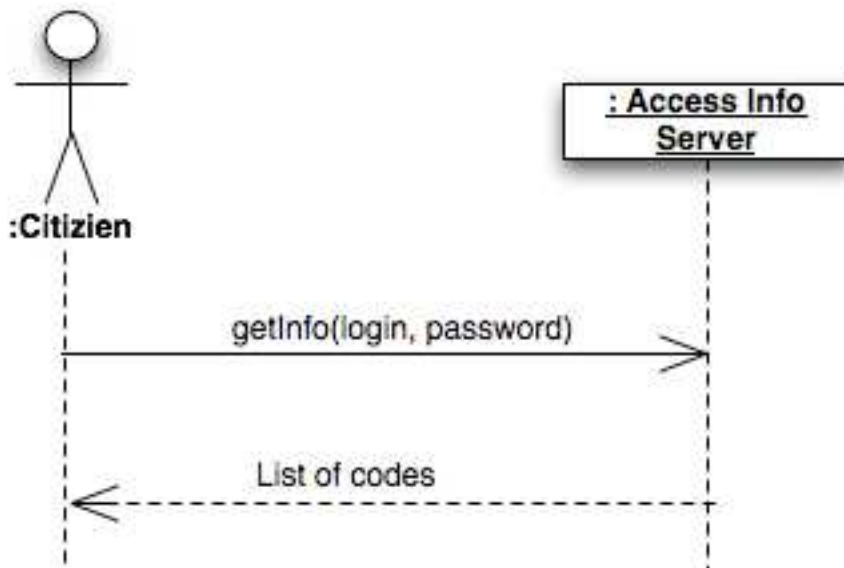 : Access Info
Server
:Citizien
getInfo(login, password)
List of codes